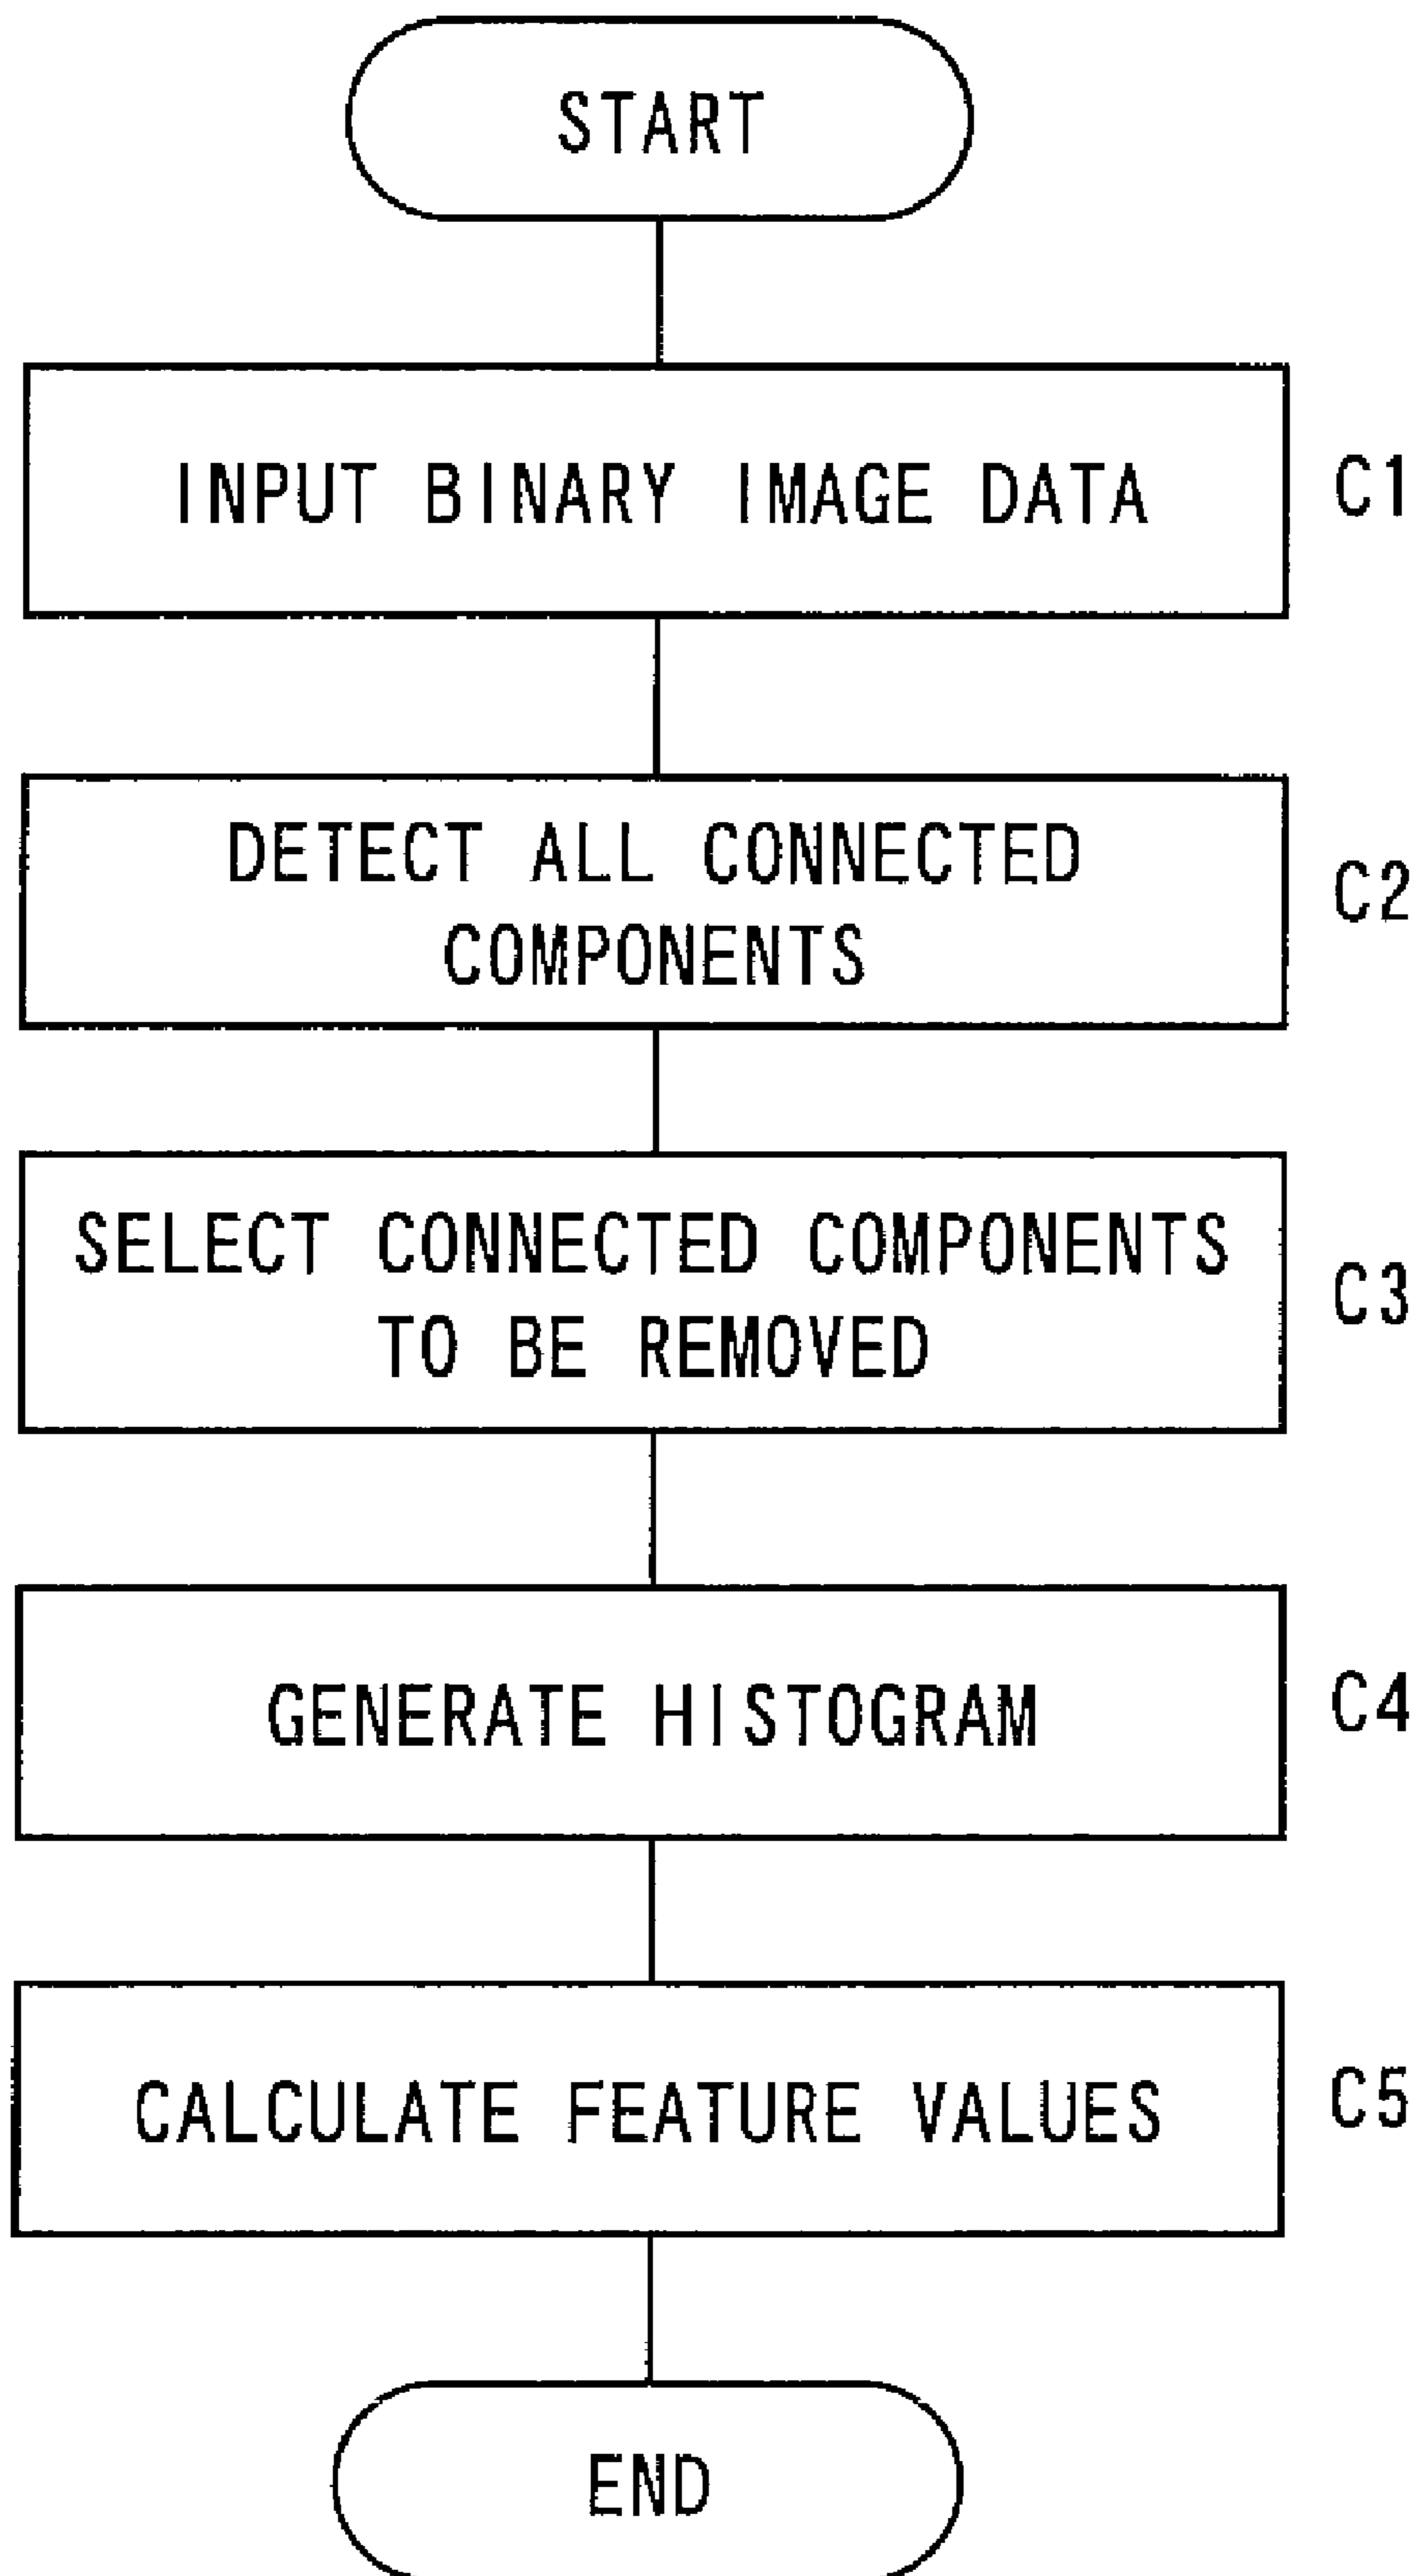 START
INPUT BINARY IMAGE DATA
C1
DETECT ALL CONNECTED
COMPONENTS
C2
SELECT CONNECTED COMPONENTS
TO BE REMOVED
C3
GENERATE HISTOGRAM
C4
CALCULATE FEATURE VALUES
C5
END